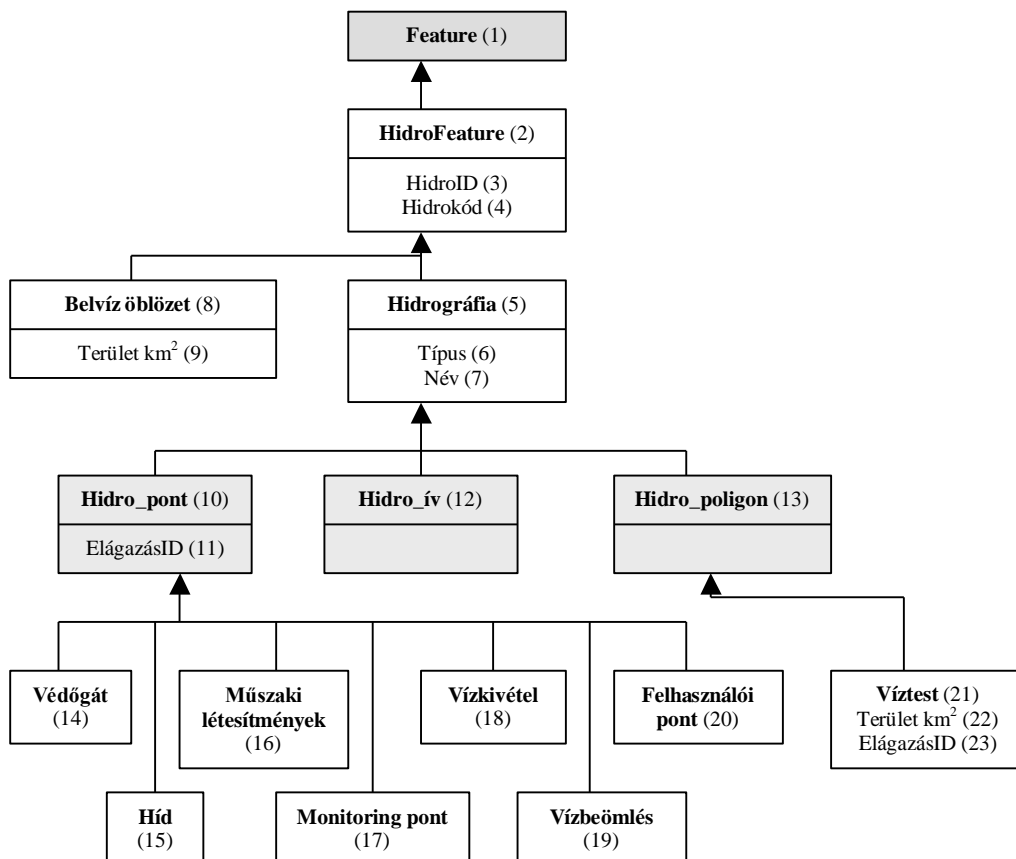 Feature (1)
HidroFeature (2)
HidroID (3)
Hidrokód (4)
Belvíz öblözet (8)
Terület km² (9)
Hidrográfia (5)
Típus (6)
Név (7)
Hidro_pont (10)
ElágazásID (11)
Hidro_ív (12)
Hidro_poligon (13)
Védőgát
(14)
Műszaki
létesítmények
(16)
Vízkivétel
(18)
Felhasználói
pont (20)
Víztest (21)
Terület km² (22)
ElágazásID (23)
Híd
(15)
Monitoring pont
(17)
Vízbeömlés
(19)